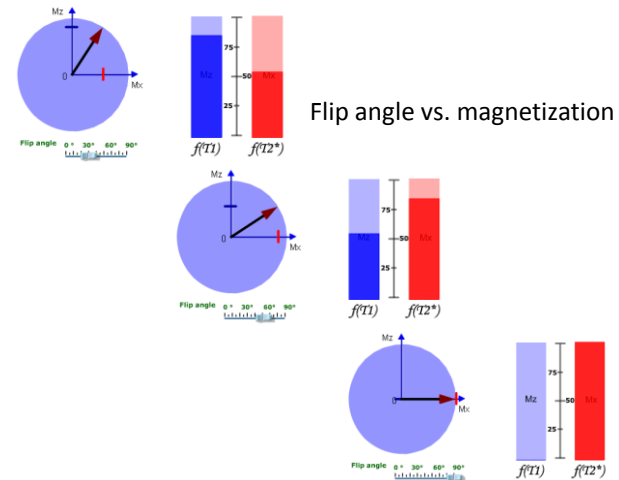 Flip angle vs. magnetization
Mz
0
Mx
Flip angle 0° 30° 60° 90°
Mz
Mx
75
50
25
f(T1) f(T2*)
Mz
0
Mx
Flip angle 0° 30° 60° 90°
Mz
Mx
75
50
25
f(T1) f(T2*)
Mz
0
Mx
Flip angle 0° 30° 60° 90°
Mz
Mx
75
50
25
f(T1) f(T2*)